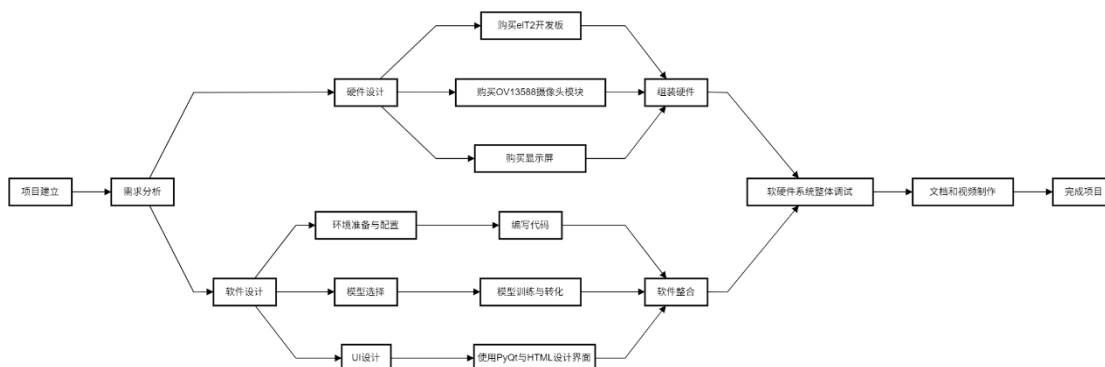 购买eIT2开发板
硬件设计
购买OV13588摄像头模块
组装硬件
购买显示屏
项目建立
需求分析
软硬件系统整体调试
文档和视频制作
完成项目
环境准备与配置
编写代码
软件设计
模型选择
模型训练与转化
软件整合
UI设计
使用PyQt与HTML设计界面